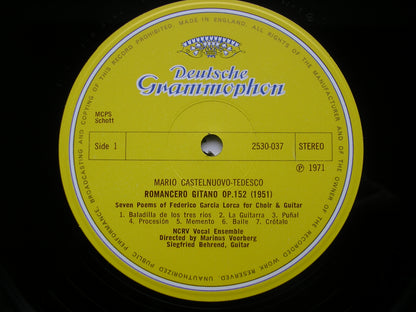 MADE IN ENGLAND.
Deutsche
Grammophon
MCPS
Schott
Side 1
2530-037
STEREO
℗ 1971
MARIO CASTELNUOVO-TEDESCO
ROMANCERO GITANO OP.152 (1951)
Seven Poems of Federico Garcia Lorca for Choir & Guitar
1. Baladilla de los tres rios 2. La Guitarra 3. Puñal
4. Procesión 5. Memento 6. Baile 7. Crótalo
NCRV Vocal Ensemble
Directed by Marinus Voorberg
Siegfried Behrend, Guitar
UNAUTHORIZED PUBLIC PERFORMANCE, BROADCASTING AND COPYING OF THIS RECORD PROHIBITED.
ALL RIGHTS OF THE MANUFACTURER AND OF THE OWNER OF THE RECORDED WORK RESERVED.